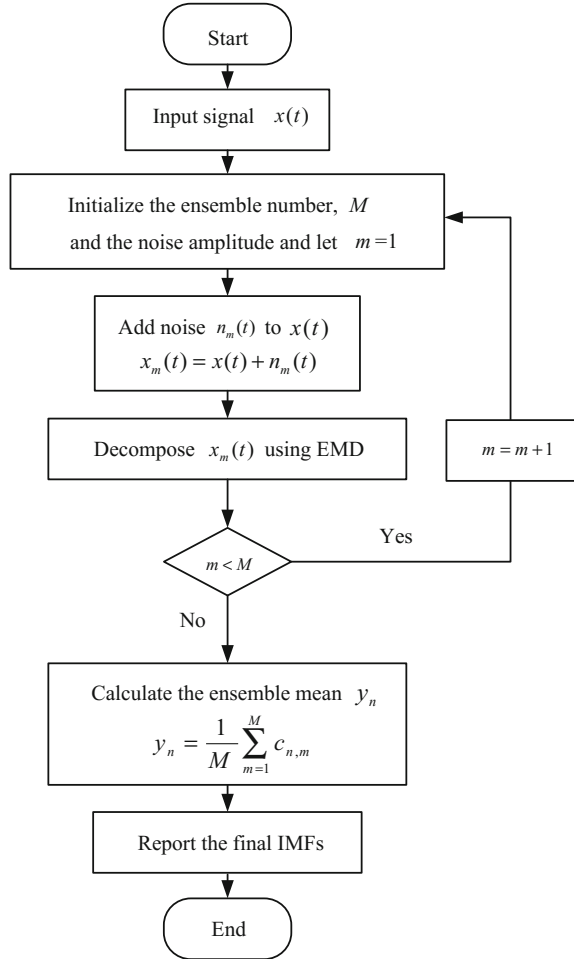 Start
Input signal x(t)
Initialize the ensemble number, M
and the noise amplitude and let m=1
Add noise n_m(t) to x(t)
x_m(t) = x(t) + n_m(t)
Decompose x_m(t) using EMD
m = m+1
m < M
Yes
No
Calculate the ensemble mean y_n
y_n = \frac{1}{M} \sum_{m=1}^{M} c_{n,m}
Report the final IMFs
End